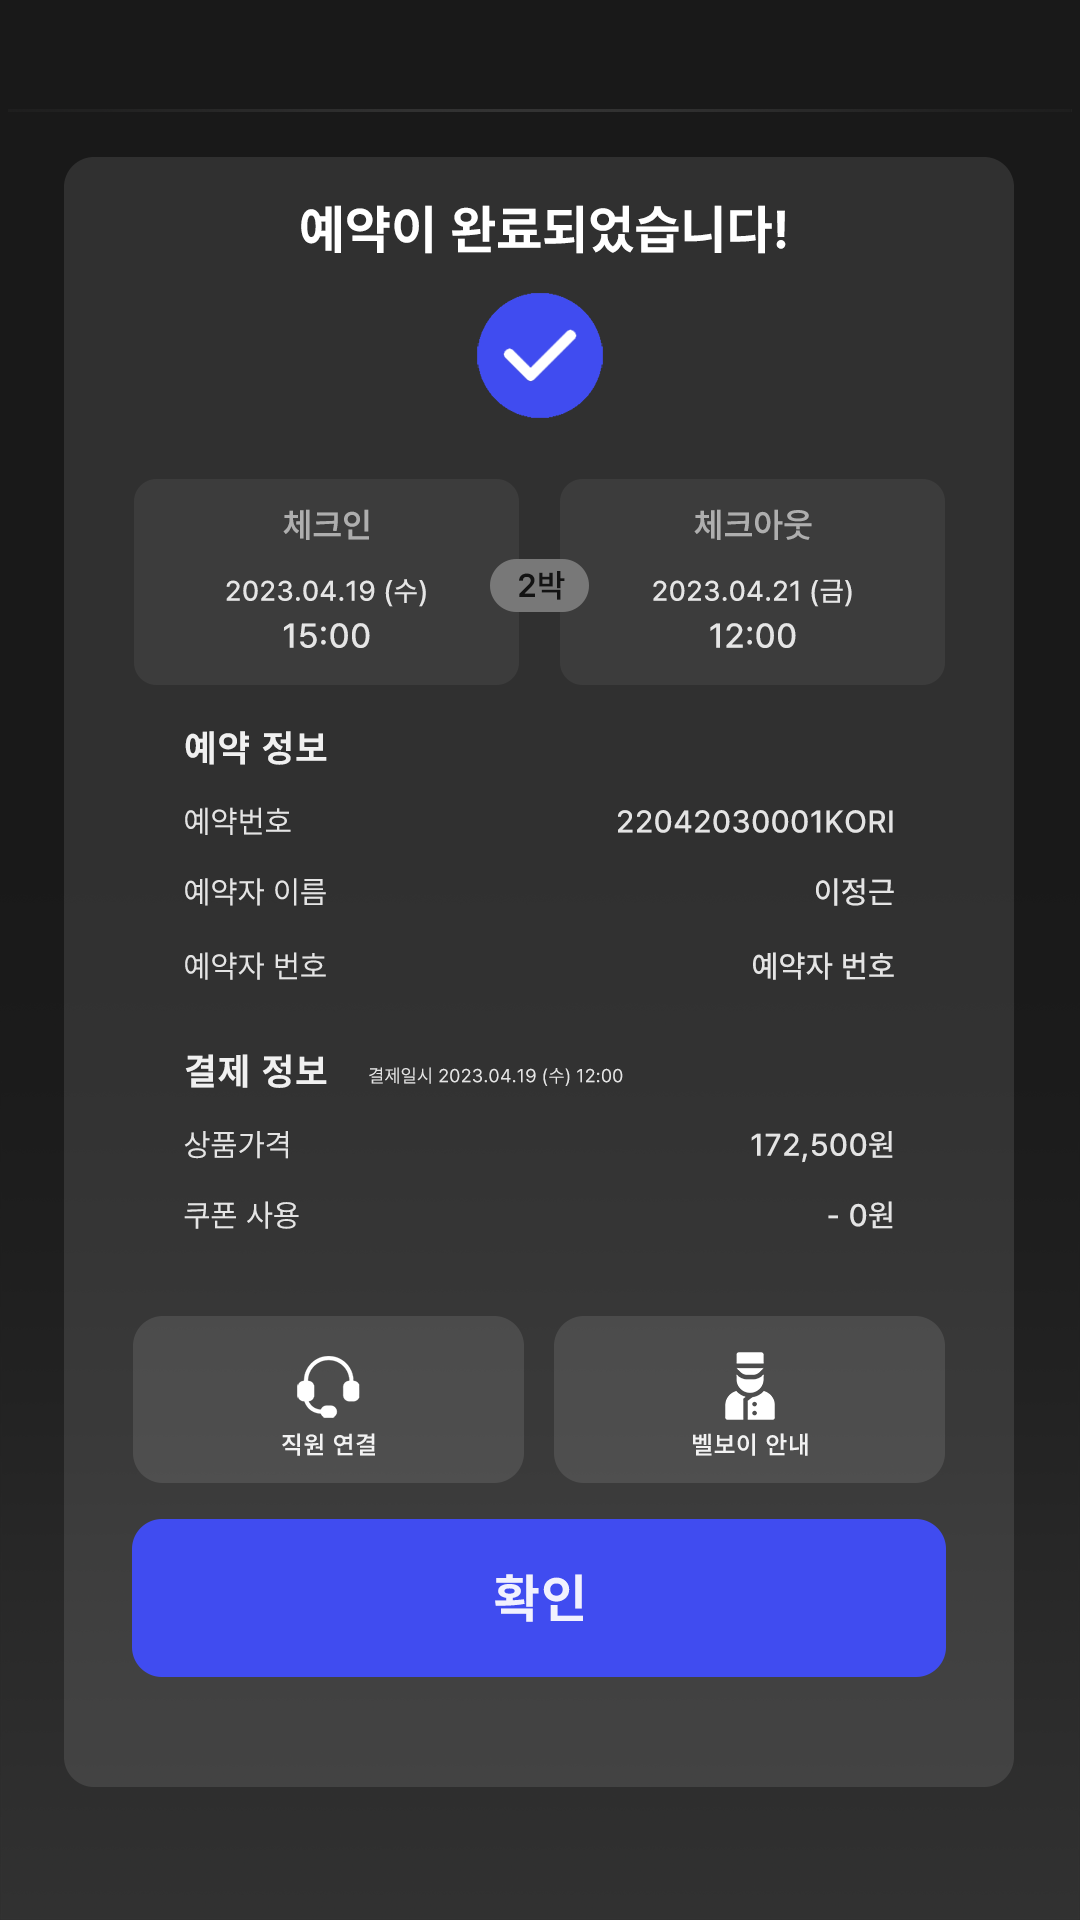 예약이 완료되었습니다!
체크인
2023.04.19 (수)
15:00
2박
체크아웃
2023.04.21 (금)
12:00
예약 정보
예약번호 22042030001KORI
예약자 이름 이정근
예약자 번호 예약자 번호
결제 정보 결제일시 2023.04.19 (수) 12:00
상품가격 172,500원
쿠폰 사용 - 0원
직원 연결
벨보이 안내
확인